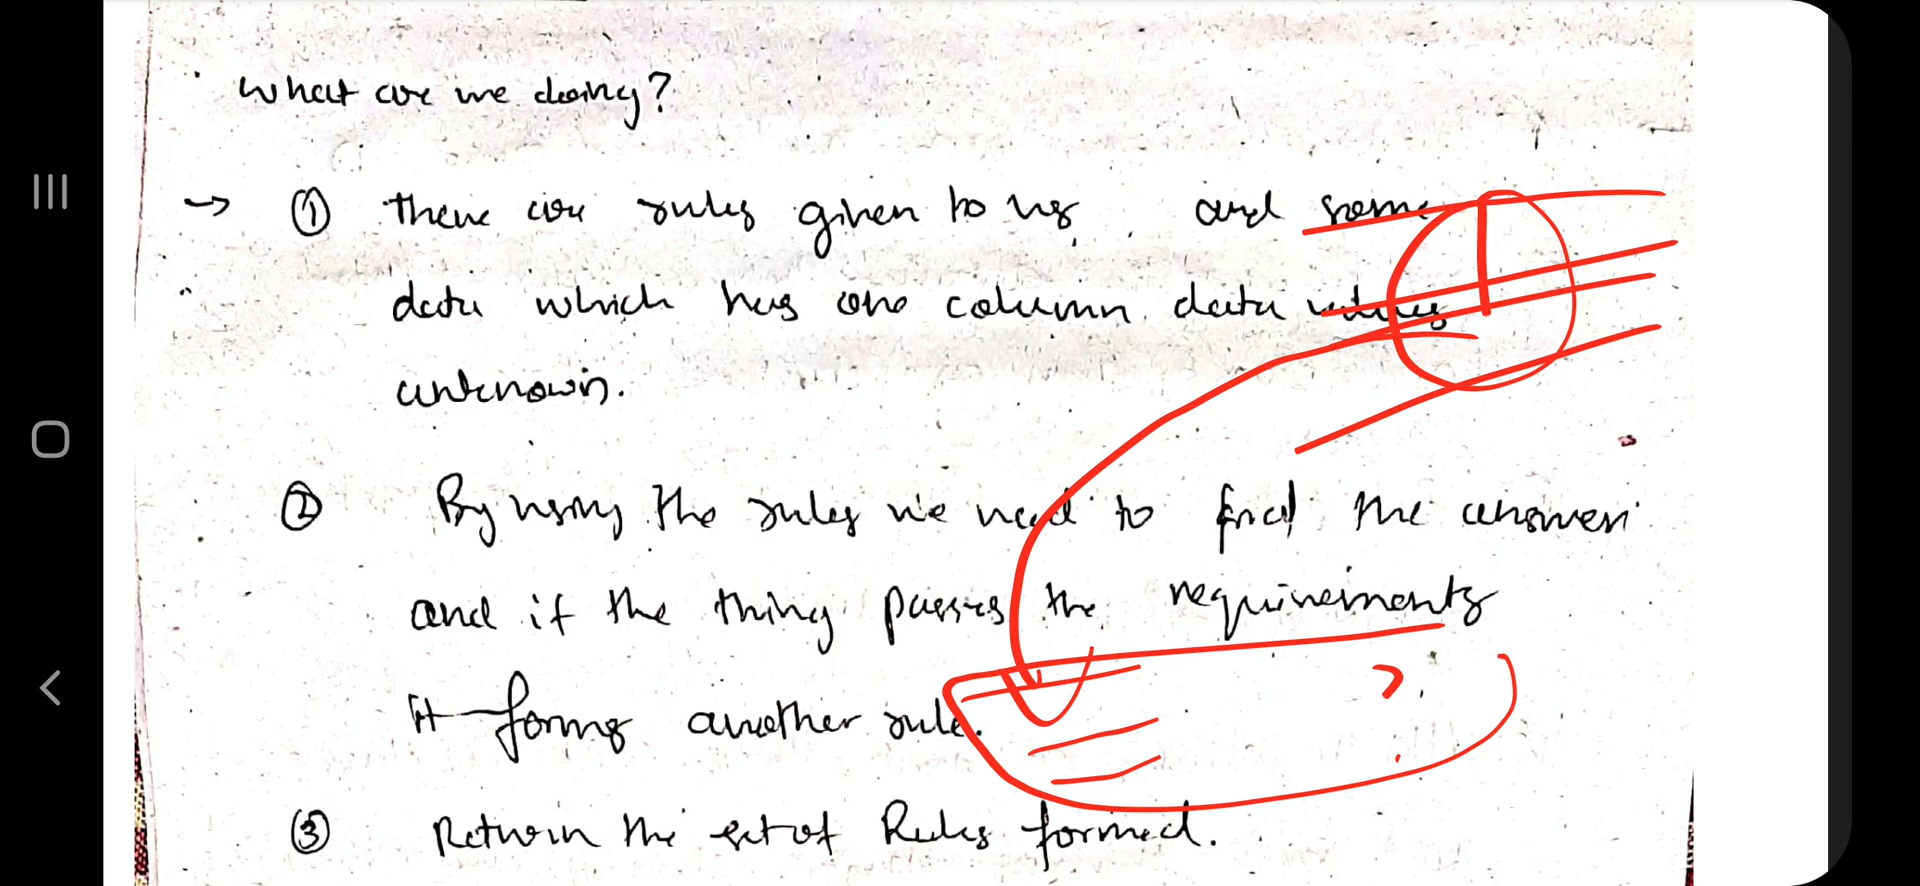 What are we doing?
→ ① there are rules given to us, and some
data which has one column data values
unknown.
② By using the rules we need to find the answer
and if the thing passes the requirements
it forms another rule.
?
③ Return the set of Rules formed.